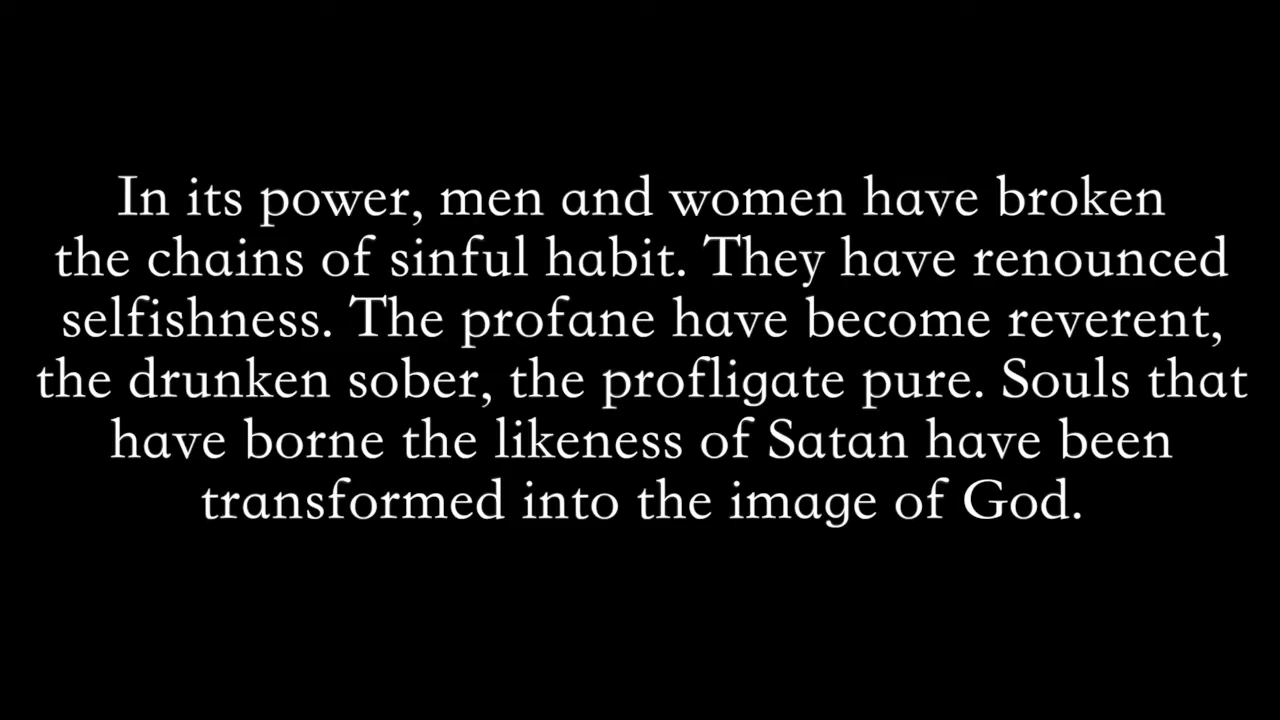 In its power, men and women have broken
the chains of sinful habit. They have renounced
selfishness. The profane have become reverent,
the drunken sober, the profligate pure. Souls that
have borne the likeness of Satan have been
transformed into the image of God.